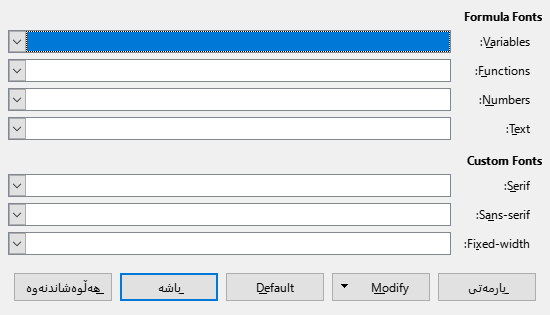 Formula Fonts
Variables:
Functions:
Numbers:
Text:
Custom Fonts
Serif:
Sans-serif:
Fixed-width:
یارمەتی
Modify
Default
باشە
هەڵوەشاندنەوە